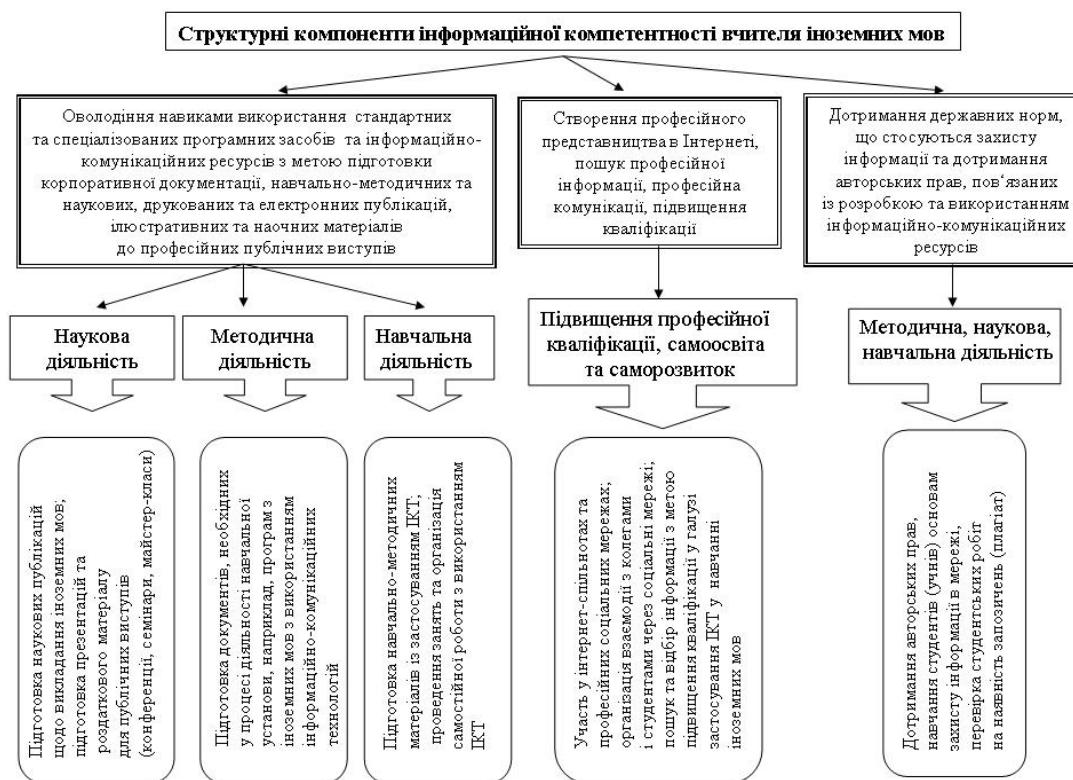 Структурні компоненти інформаційної компетентності вчителя іноземних мов
Оволодіння навиками використання стандартних
та спеціалізованих програмних засобів та інформаційно-
комунікаційних ресурсів з метою підготовки
корпоративної документації, навчально-методичних та
наукових, друкованих та електронних публікацій,
ілюстративних та наочних матеріалів
до професійних публічних виступів
Створення професійного
представництва в Інтернеті,
пошук професійної
інформації, професійна
комунікації, підвищення
кваліфікації
Дотримання державних норм,
що стосуються захисту
інформації та дотримання
авторських прав, пов‘язаних
із розробкою та використанням
інформаційно-комунікаційних
ресурсів
Наукова
діяльність
Методична
діяльність
Навчальна
діяльність
Підвищення професійної
кваліфікації, самоосвіта
та саморозвиток
Методична, наукова,
навчальна діяльність
Підготовка наукових публікацій
щодо викладання іноземних мов;
підготовка презентацій та
роздаткового матеріалу
для публічних виступів
(конференції, семінари, майстер-класи)
Підготовка документів, необхідних
у процесі діяльності навчальної
установи, наприклад, програм з
іноземних мов з використанням
інформаційно-комунікаційних
технологій
Підготовка навчально-методичних
матеріалів із застосуванням ІКТ;
проведення занять та організація
самостійної роботи з використанням
ІКТ
Участь у інтернет-спільнотах та
професійних соціальних мережах;
організація взаємодії з колегами
і студентами через соціальні мережі;
пошук та відбір інформації з метою
підвищення кваліфікації у галузі
застосування ІКТ у навчанні
іноземних мов
Дотримання авторських прав,
навчання студентів (учнів) основам
захисту інформації в мережі,
перевірка студентських робіт
на наявність запозичень (плагіат)